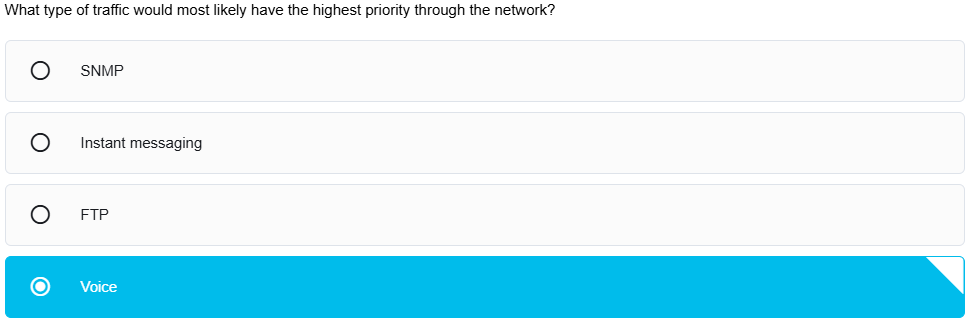 What type of traffic would most likely have the highest priority through the network?
SNMP
Instant messaging
FTP
Voice